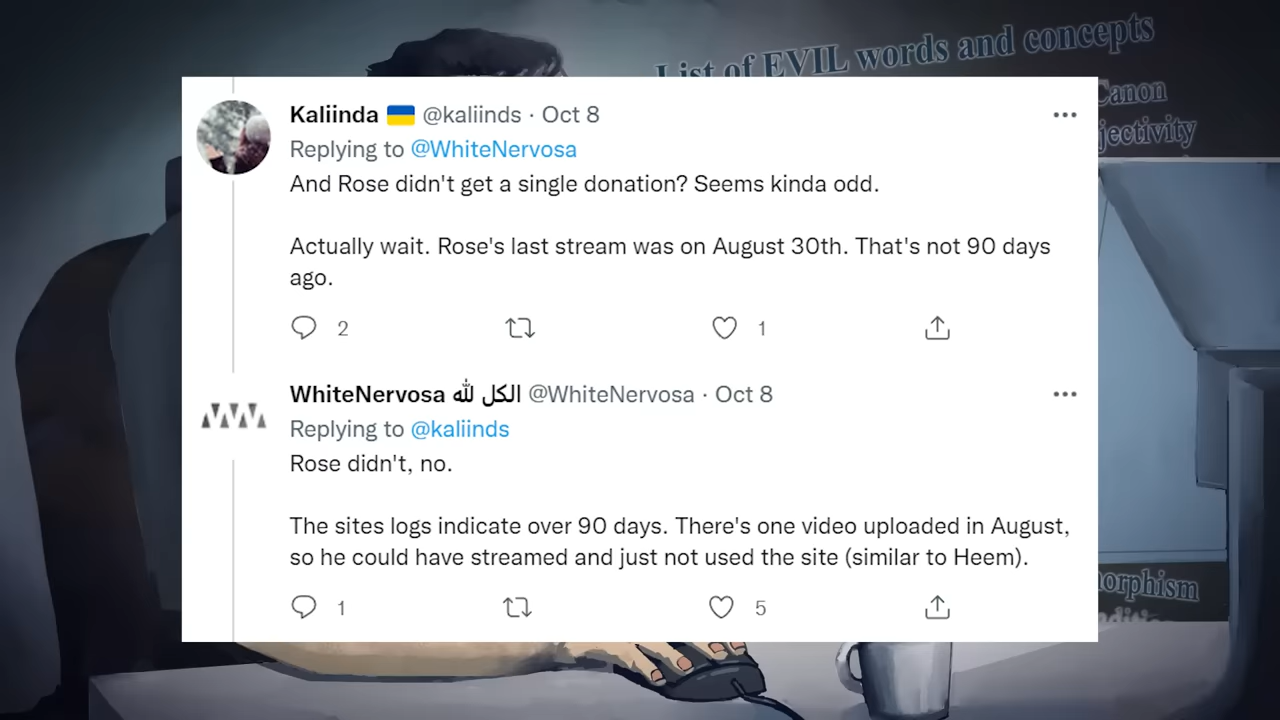 List of EVIL words and concepts
Canon
jectivity
Kaliinda 🇺🇦 @kaliinds · Oct 8
Replying to @WhiteNervosa
And Rose didn't get a single donation? Seems kinda odd.
Actually wait. Rose's last stream was on August 30th. That's not 90 days
ago.
2 1
WhiteNervosa الكل لله @WhiteNervosa · Oct 8
Replying to @kaliinds
Rose didn't, no.
The sites logs indicate over 90 days. There's one video uploaded in August,
so he could have streamed and just not used the site (similar to Heem).
1 5
orphism